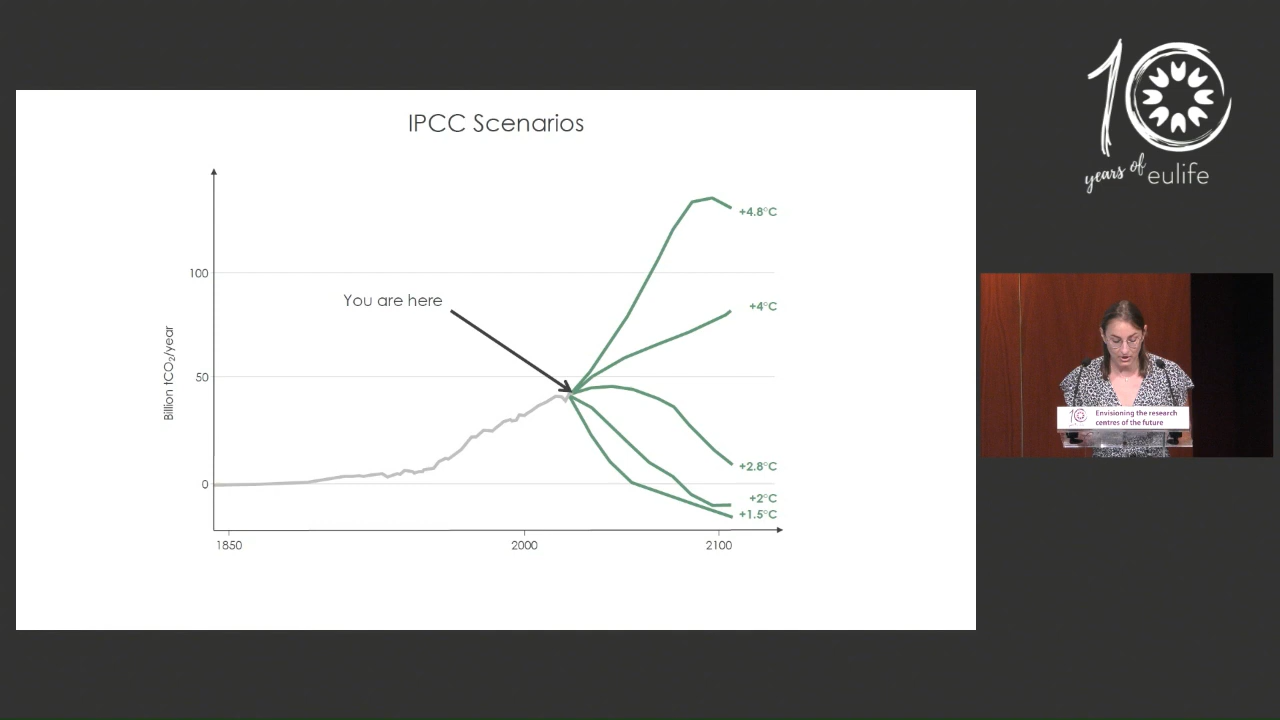 IPCC Scenarios
+4.8°C
100
+4°C
You are here
Billion tCO₂/year
50
+2.8°C
0
+2°C
+1.5°C
1850
2000
2100
10
years of eulife
10
Envisioning the research
centres of the future